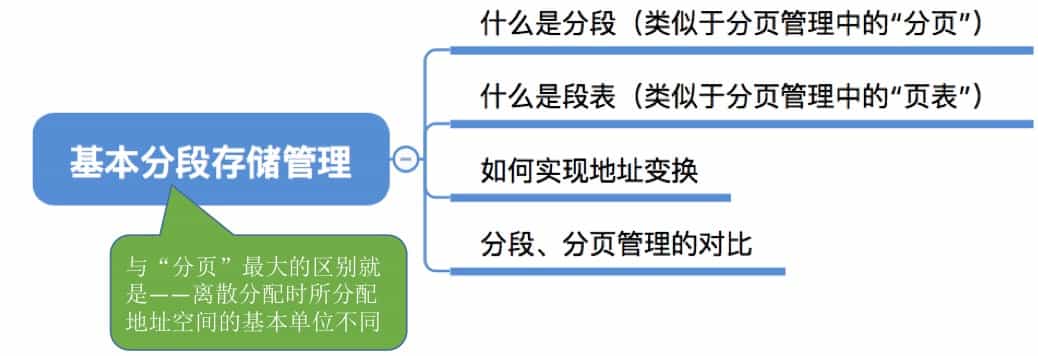 什么是分段（类似于分页管理中的“分页”）
什么是段表（类似于分页管理中的“页表”）
基本分段存储管理
如何实现地址变换
分段、分页管理的对比
与“分页”最大的区别就
是——离散分配时所分配
地址空间的基本单位不同